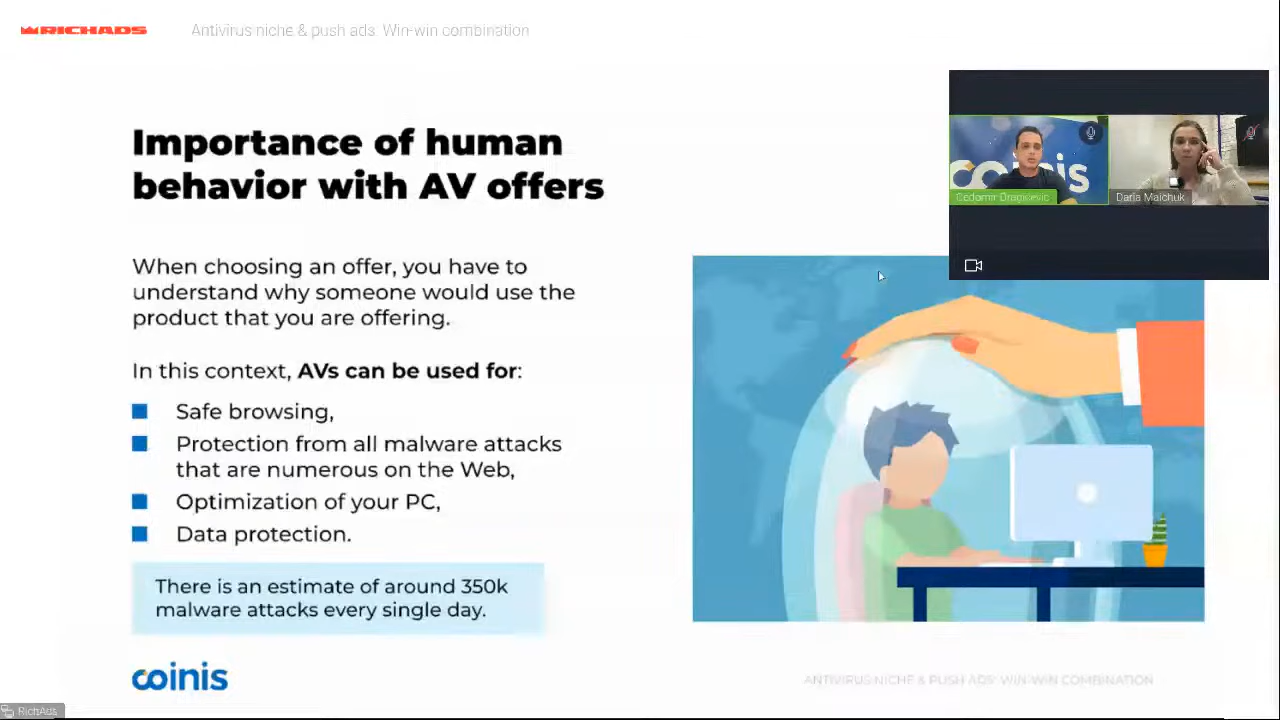 RICHADS
Antivirus niche & push ads. Win-win combination
Importance of human
behavior with AV offers
When choosing an offer, you have to
understand why someone would use the
product that you are offering.
In this context, AVs can be used for:
Safe browsing,
Protection from all malware attacks
that are numerous on the Web,
Optimization of your PC,
Data protection.
There is an estimate of around 350k
malware attacks every single day.
coinis
coinis
Daria Maichuk
ANTIVIRUS NICHE & PUSH ADS: WIN-WIN COMBINATION
RichAds